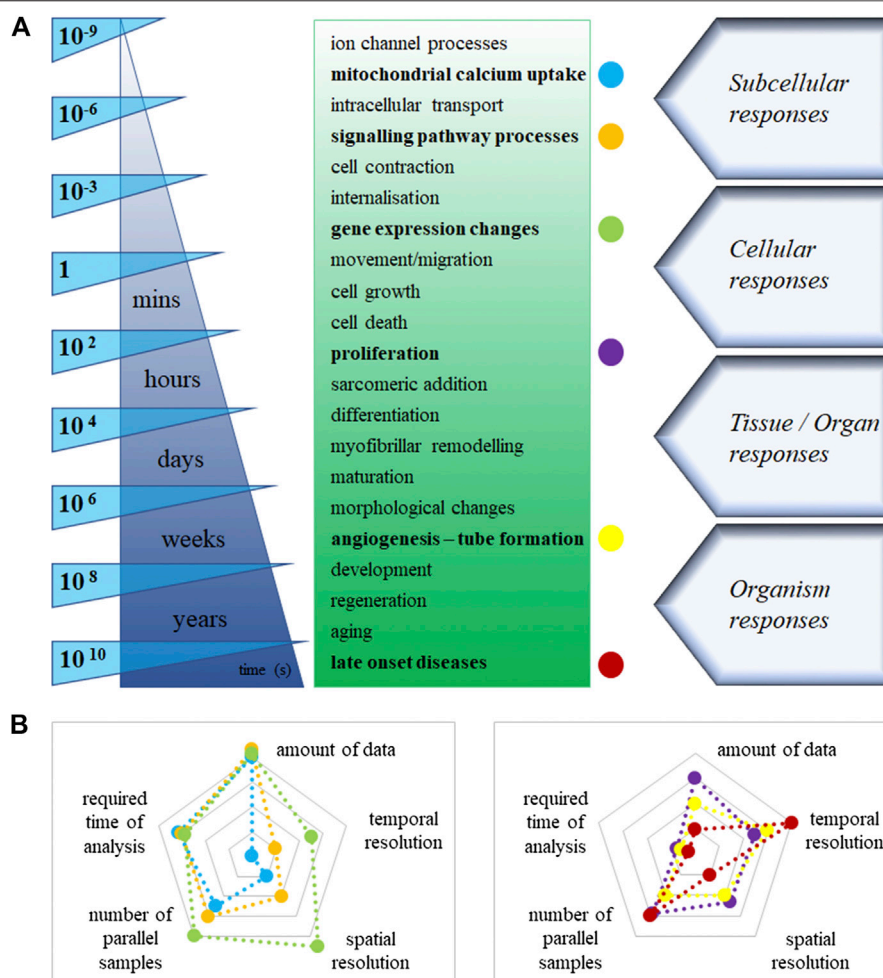 A
10-9
10-6
10-3
1
10 2
10 4
10 6
10 8
10 10
mins
hours
days
weeks
years
time (s)
ion channel processes
mitochondrial calcium uptake
intracellular transport
signalling pathway processes
cell contraction
internalisation
gene expression changes
movement/migration
cell growth
cell death
proliferation
sarcomeric addition
differentiation
myofibrillar remodelling
maturation
morphological changes
angiogenesis – tube formation
development
regeneration
aging
late onset diseases
Subcellular
responses
Cellular
responses
Tissue / Organ
responses
Organism
responses
B
amount of data
temporal
resolution
spatial
resolution
number of
parallel
samples
required
time of
analysis
amount of data
temporal
resolution
spatial
resolution
number of
parallel
samples
required
time of
analysis